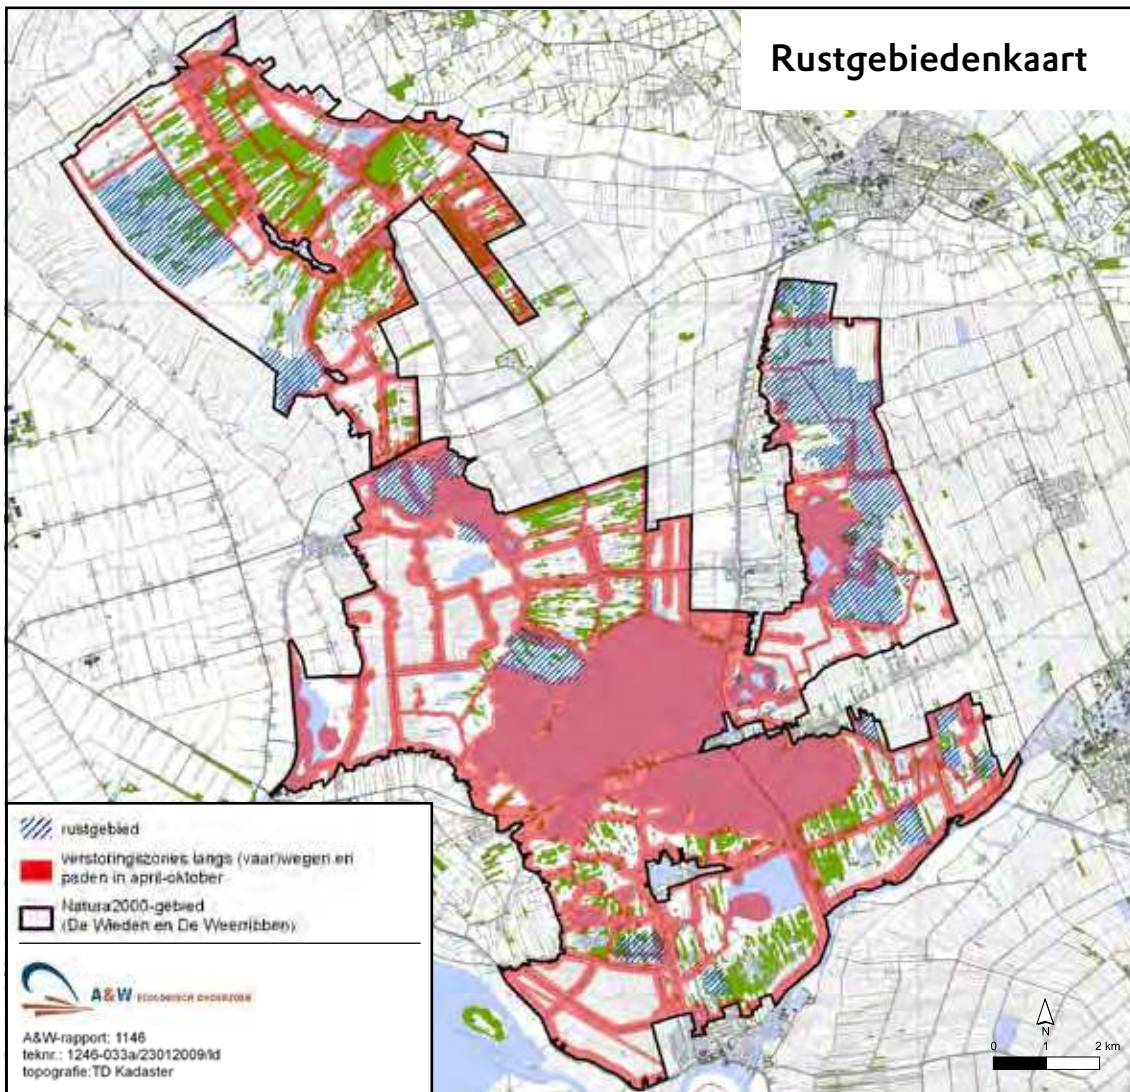 Rustgebiedenkaart
rustgebied
verstoringszones langs (vaar)wegen en
paden in april-oktober
Natura2000-gebied
(De Wieden en De Weerribben)
A&W ECOLOGISCH ONDERZOEK
A&W-rapport: 1146
teknr.: 1246-033a/23012009/ld
topografie:TD Kadaster
N
0 1 2 km